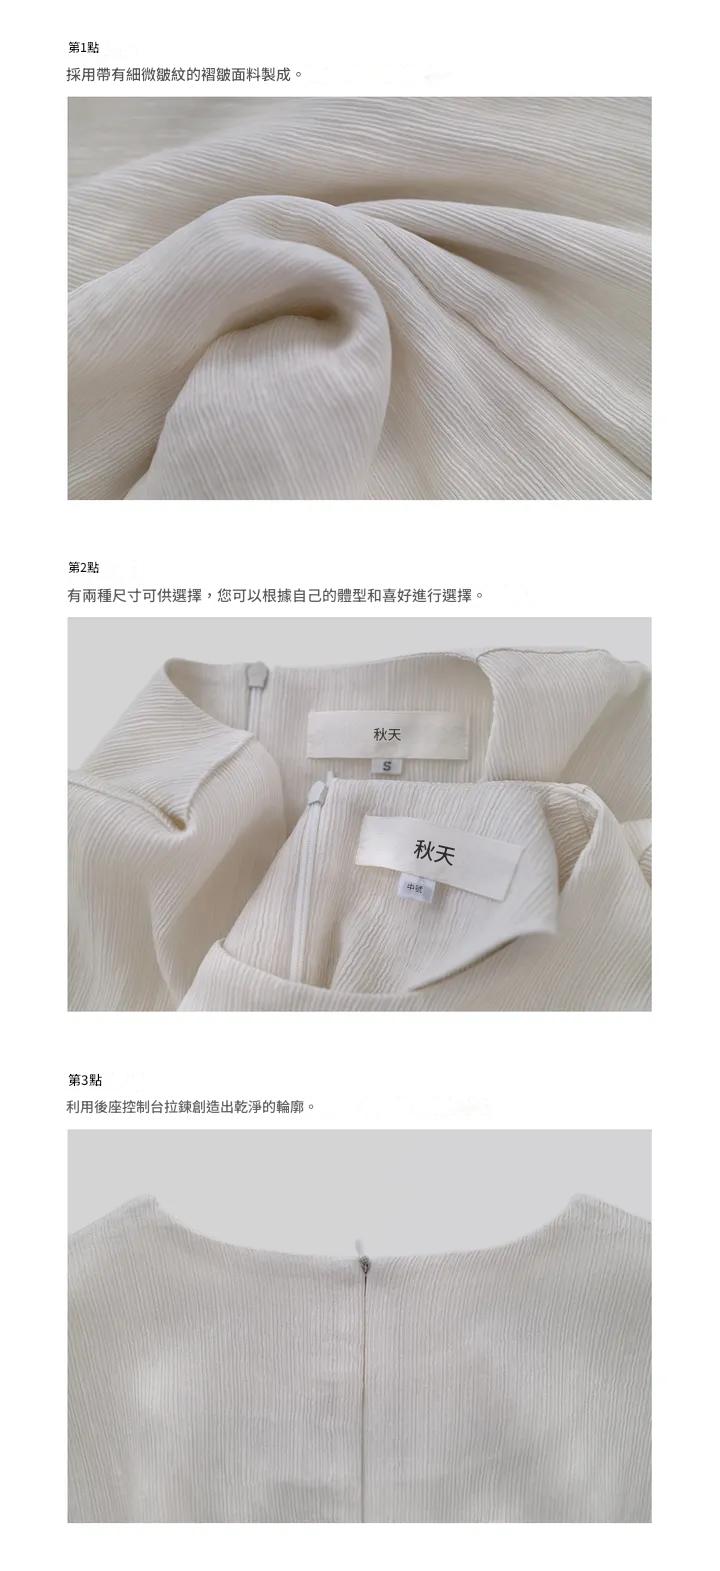 第1點
採用帶有細微皺紋的褶皺面料製成。
第2點
有兩種尺寸可供選擇，您可以根據自己的體型和喜好進行選擇。
秋天
S
秋天
中號
第3點
利用後座控制台拉鍊創造出乾淨的輪廓。